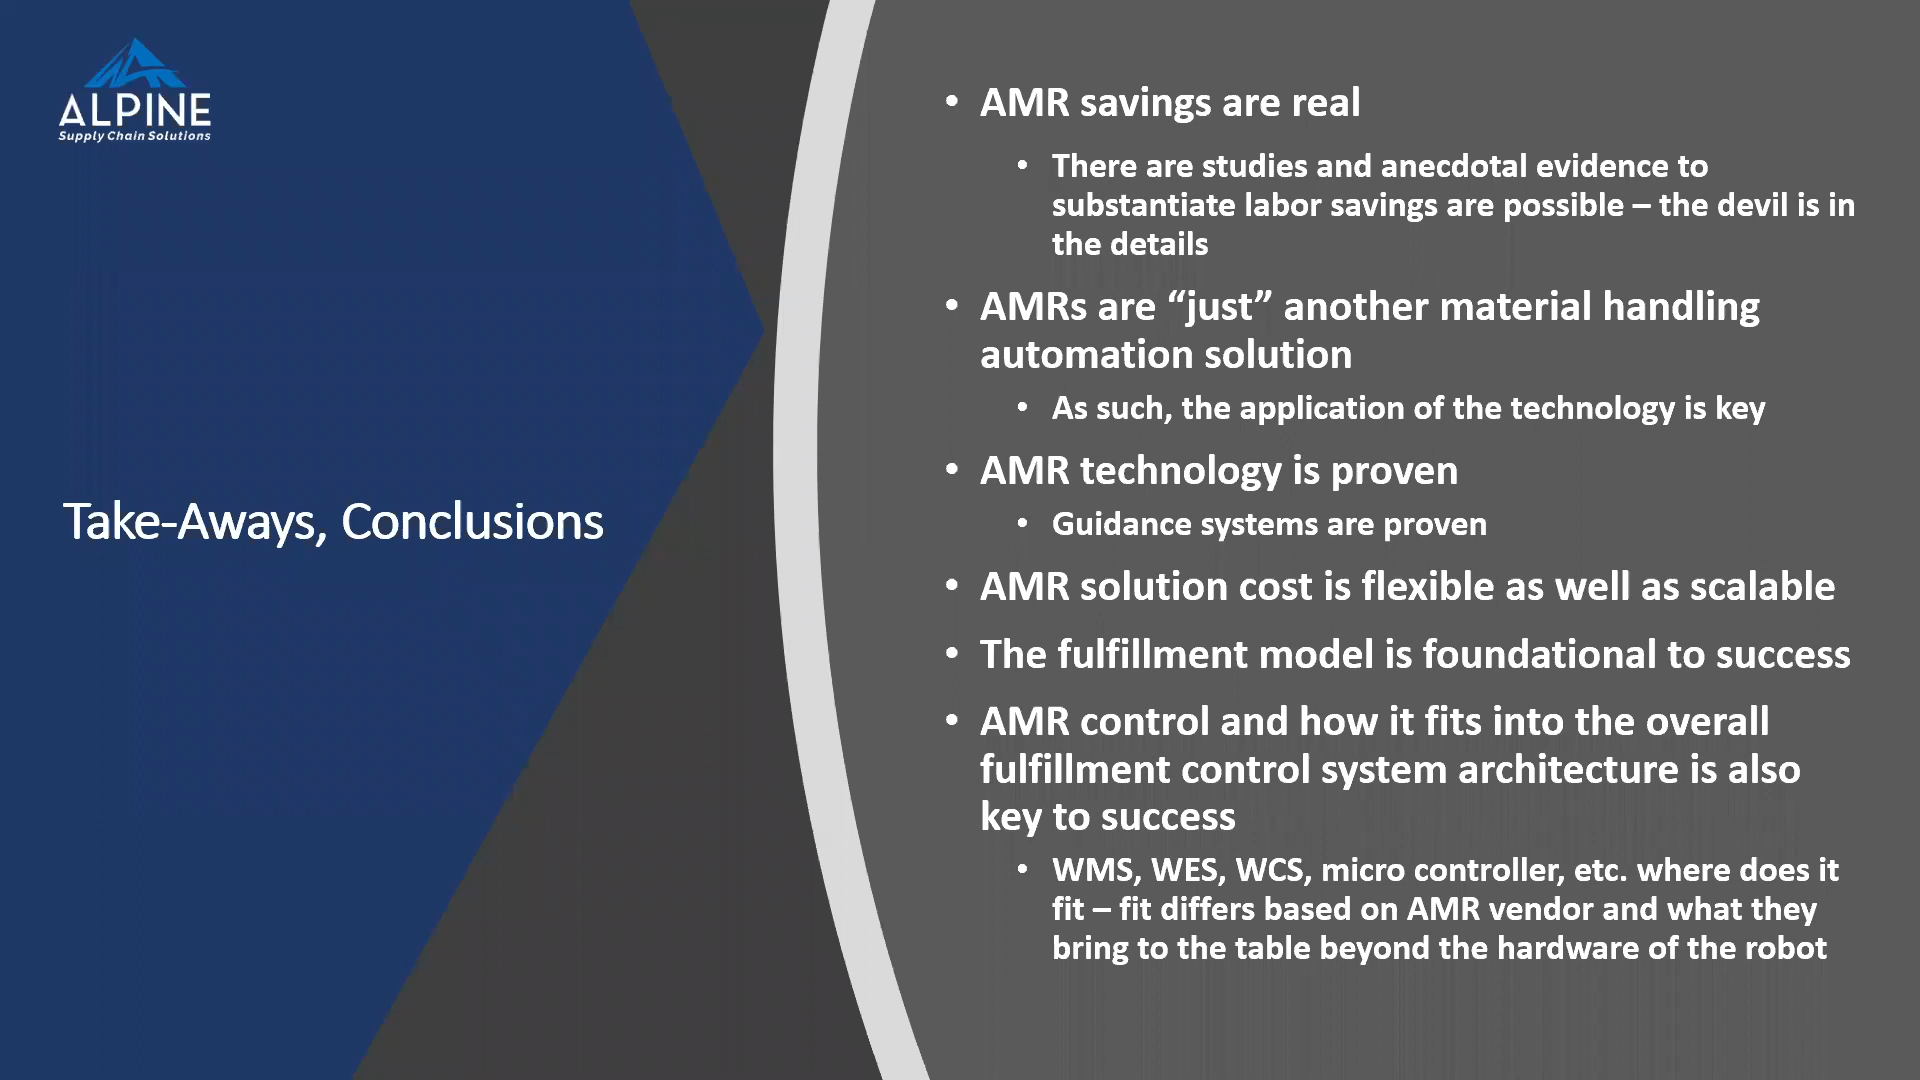 ALPINE
Supply Chain Solutions
Take-Aways, Conclusions
• AMR savings are real
• There are studies and anecdotal evidence to
substantiate labor savings are possible – the devil is in
the details
• AMRs are “just” another material handling
automation solution
• As such, the application of the technology is key
• AMR technology is proven
• Guidance systems are proven
• AMR solution cost is flexible as well as scalable
• The fulfillment model is foundational to success
• AMR control and how it fits into the overall
fulfillment control system architecture is also
key to success
• WMS, WES, WCS, micro controller, etc. where does it
fit – fit differs based on AMR vendor and what they
bring to the table beyond the hardware of the robot